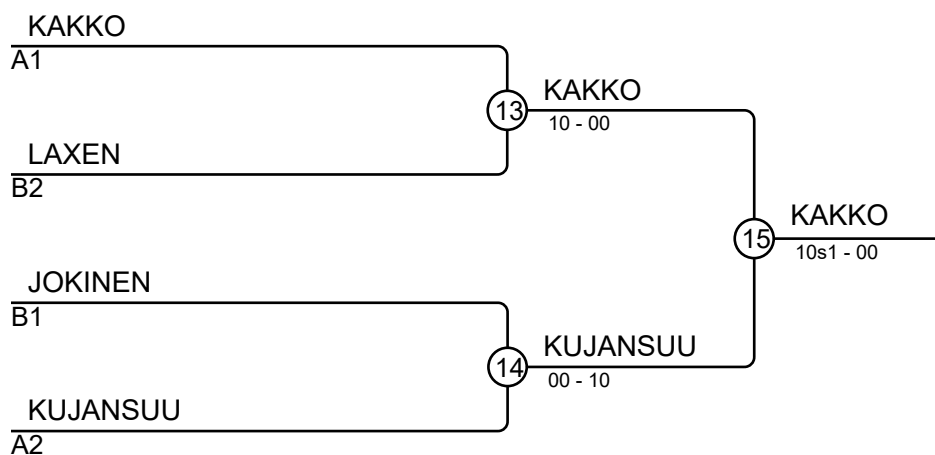 KAKKO
A1
13
KAKKO
10 - 00
LAXEN
B2
15
KAKKO
10s1 - 00
JOKINEN
B1
14
KUJANSUU
00 - 10
KUJANSUU
A2